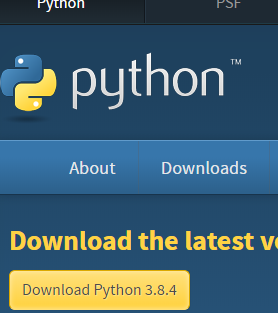 Python PSF
python™
About Downloads
Download the latest v
Download Python 3.8.4